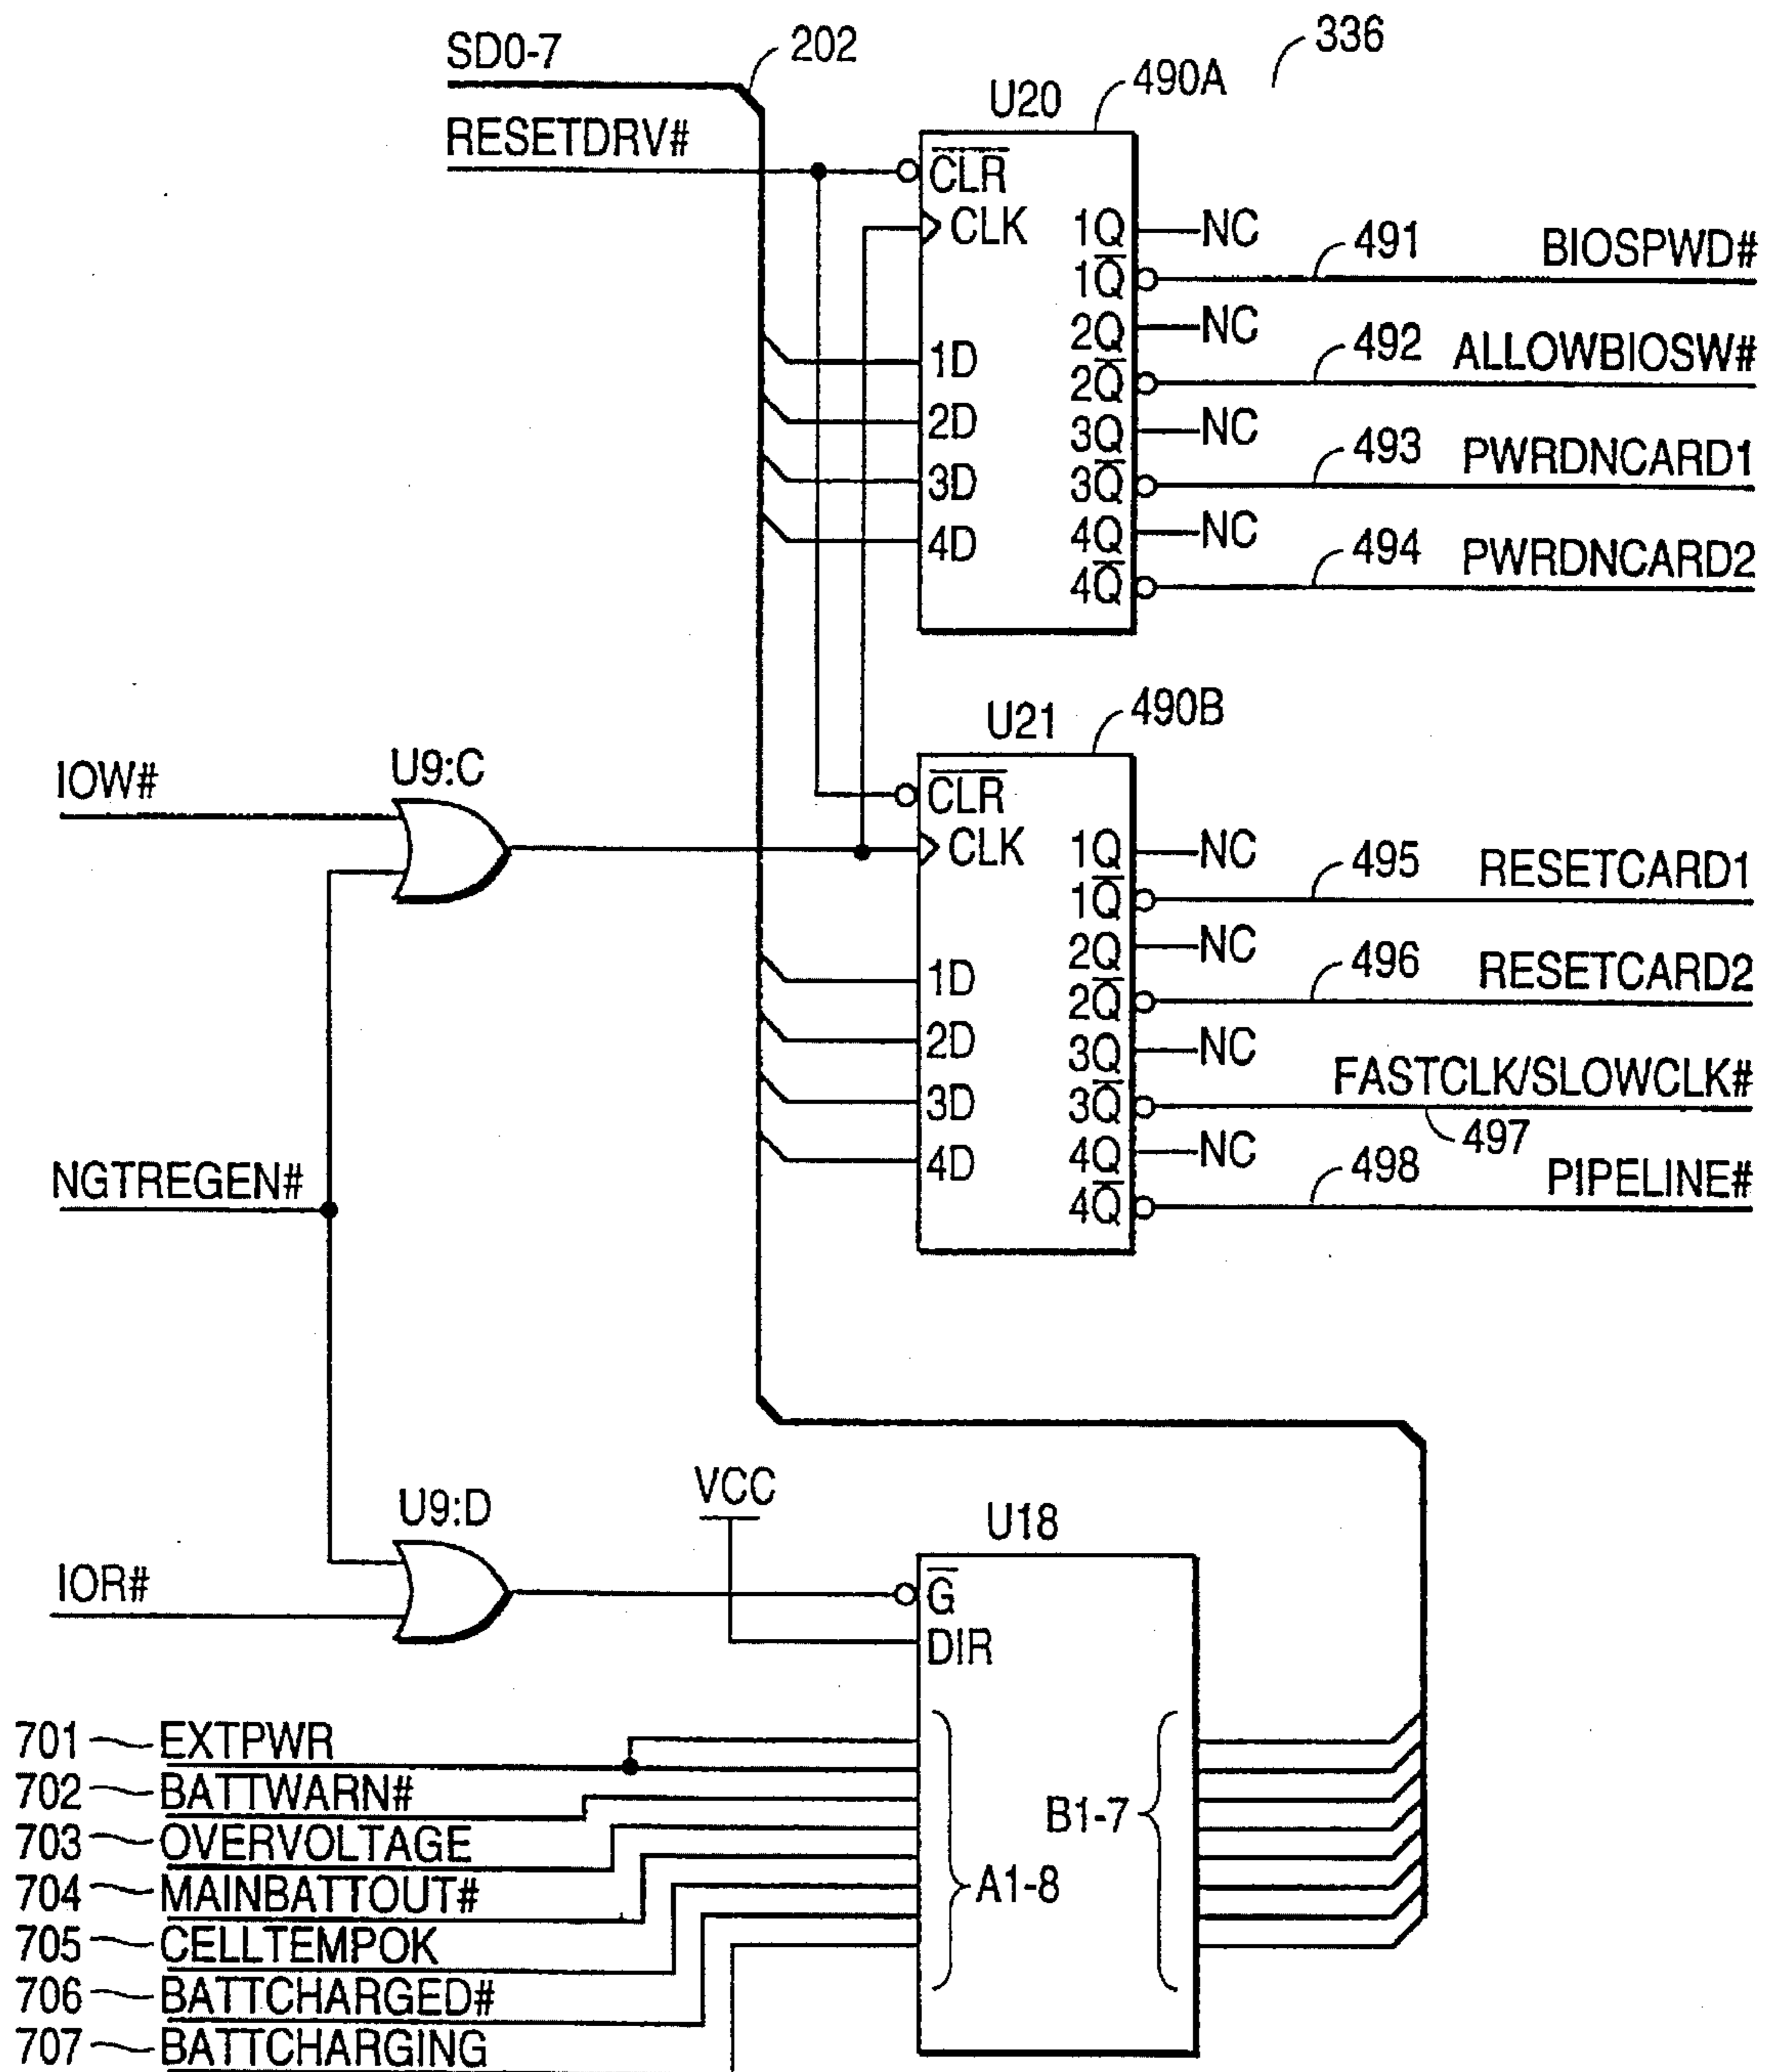 SD0-7
202
336
U20
490A
RESETDRV#
C̅L̅R̅
CLK
1Q
NC
1Q̅
491
BIOSPWD#
2Q
NC
1D
2Q̅
492
ALLOWBIOSW#
2D
3Q
NC
3D
3Q̅
493
PWRDNCARD1
4D
4Q
NC
4Q̅
494
PWRDNCARD2
U21
490B
IOW#
U9:C
C̅L̅R̅
CLK
1Q
NC
1Q̅
495
RESETCARD1
2Q
NC
1D
2Q̅
496
RESETCARD2
2D
3Q
NC
3D
3Q̅
FASTCLK/SLOWCLK#
497
4D
4Q
NC
4Q̅
498
PIPELINE#
NGTREGEN#
U9:D
VCC
U18
IOR#
G̅
DIR
701 EXTPWR
702 BATTWARN#
703 OVERVOLTAGE
704 MAINBATTOUT#
705 CELLTEMPOK
706 BATTCHARGED#
707 BATTCHARGING
A1-8
B1-7